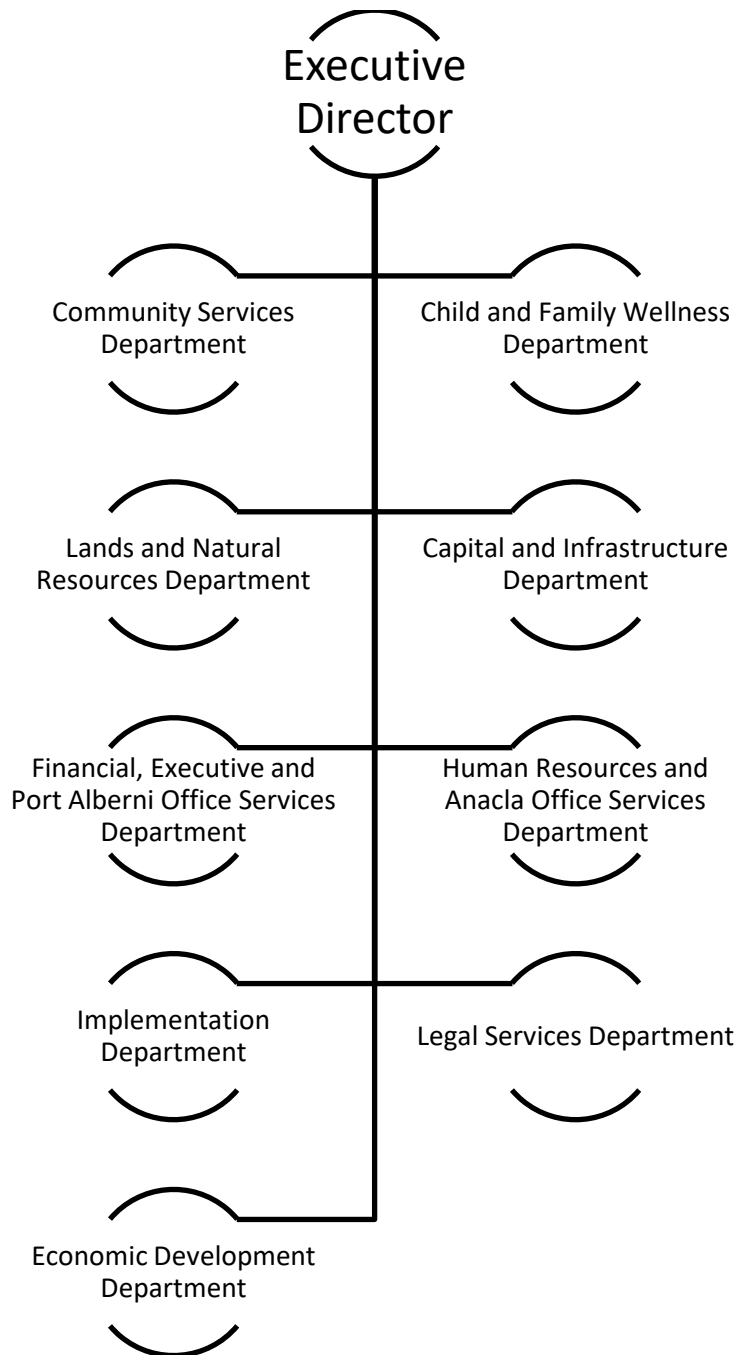 Executive
Director
Community Services
Department
Child and Family Wellness
Department
Lands and Natural
Resources Department
Capital and Infrastructure
Department
Financial, Executive and
Port Alberni Office Services
Department
Human Resources and
Anacla Office Services
Department
Implementation
Department
Legal Services Department
Economic Development
Department